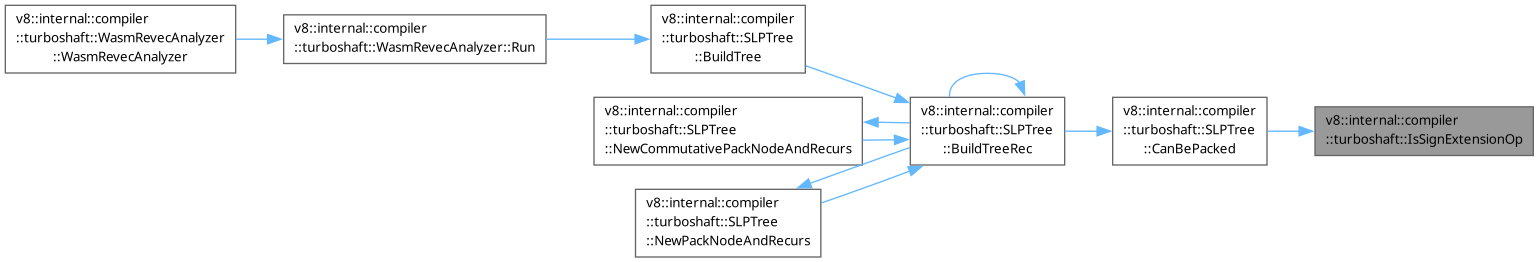 v8::internal::compiler
::turboshaft::WasmRevecAnalyzer
::WasmRevecAnalyzer
v8::internal::compiler
::turboshaft::WasmRevecAnalyzer::Run
v8::internal::compiler
::turboshaft::SLPTree
::BuildTree
v8::internal::compiler
::turboshaft::SLPTree
::NewCommutativePackNodeAndRecurs
v8::internal::compiler
::turboshaft::SLPTree
::NewPackNodeAndRecurs
v8::internal::compiler
::turboshaft::SLPTree
::BuildTreeRec
v8::internal::compiler
::turboshaft::SLPTree
::CanBePacked
v8::internal::compiler
::turboshaft::IsSignExtensionOp